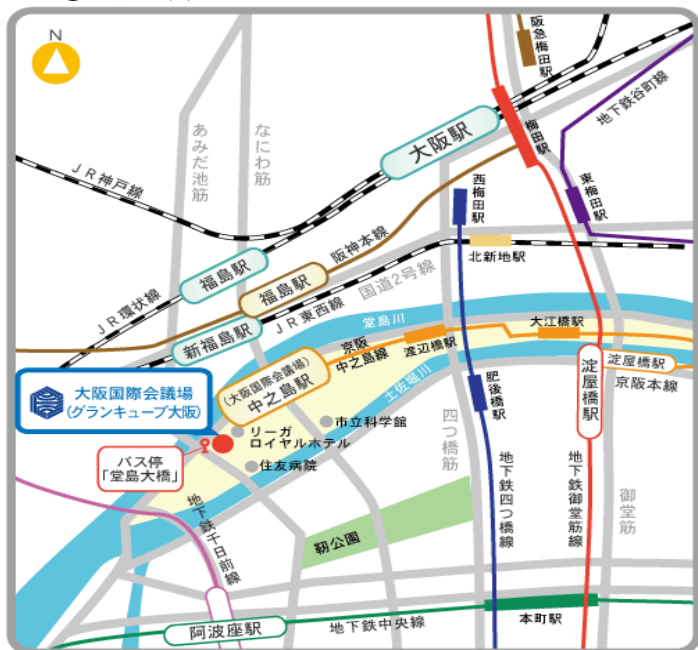 N
阪急梅田駅
地下鉄谷町線
あみだ池筋
なにわ筋
大阪駅
梅田駅
JR神戸線
西梅田駅
東梅田駅
阪神本線
北新地駅
福島駅
福島駅
国道2号線
JR環状線
新福島駅
JR東西線
堂島川
大江橋駅
京阪
中之島線
渡辺橋駅
(大阪国際会議場)
中之島駅
淀屋橋駅
淀屋橋駅
京阪本線
土佐堀川
肥後橋駅
大阪国際会議場
(グランキューブ大阪)
市立科学館
リーガ
ロイヤルホテル
四つ橋筋
バス停
「堂島大橋」
住友病院
地下鉄千日前線
地下鉄四つ橋線
地下鉄御堂筋線
御堂筋
靭公園
阿波座駅
地下鉄中央線
本町駅